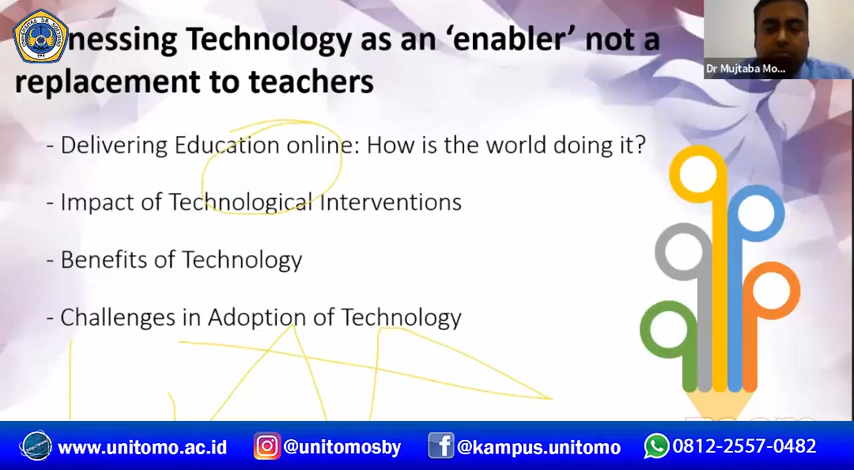 nessing Technology as an ‘enabler’ not a
replacement to teachers
Dr Mujtaba Mo...
- Delivering Education online: How is the world doing it?
- Impact of Technological Interventions
- Benefits of Technology
- Challenges in Adoption of Technology
zoom
www.unitomo.ac.id @unitomosby @kampus.unitomo 0812-2557-0482